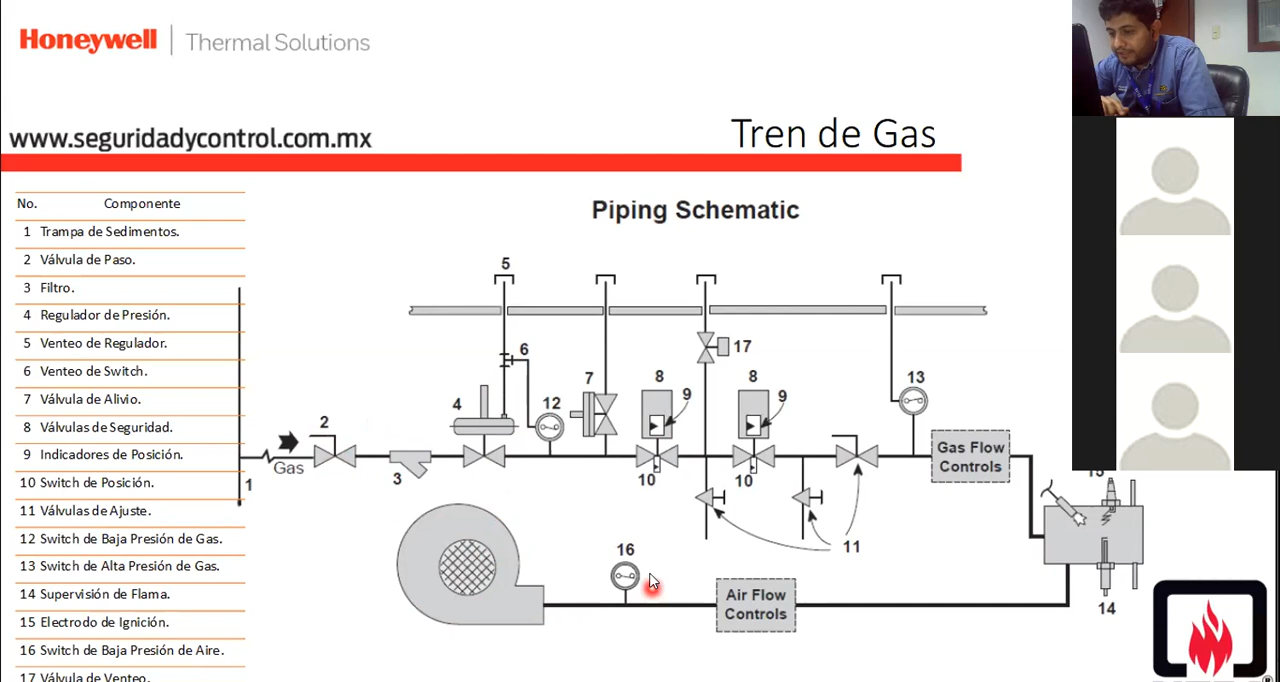 Honeywell | Thermal Solutions
www.seguridadycontrol.com.mx
Tren de Gas
Piping Schematic
No. Componente
1 Trampa de Sedimentos.
2 Válvula de Paso.
3 Filtro.
4 Regulador de Presión.
5 Venteo de Regulador.
6 Venteo de Switch.
7 Válvula de Alivio.
8 Válvulas de Seguridad.
9 Indicadores de Posición.
10 Switch de Posición.
11 Válvulas de Ajuste.
12 Switch de Baja Presión de Gas.
13 Switch de Alta Presión de Gas.
14 Supervisión de Flama.
15 Electrodo de Ignición.
16 Switch de Baja Presión de Aire.
17 Válvula de Venteo.
5
6
17
4
12
7
8
9
8
9
13
2
Gas
1
3
10
10
Gas Flow
Controls
15
11
16
Air Flow
Controls
14
®